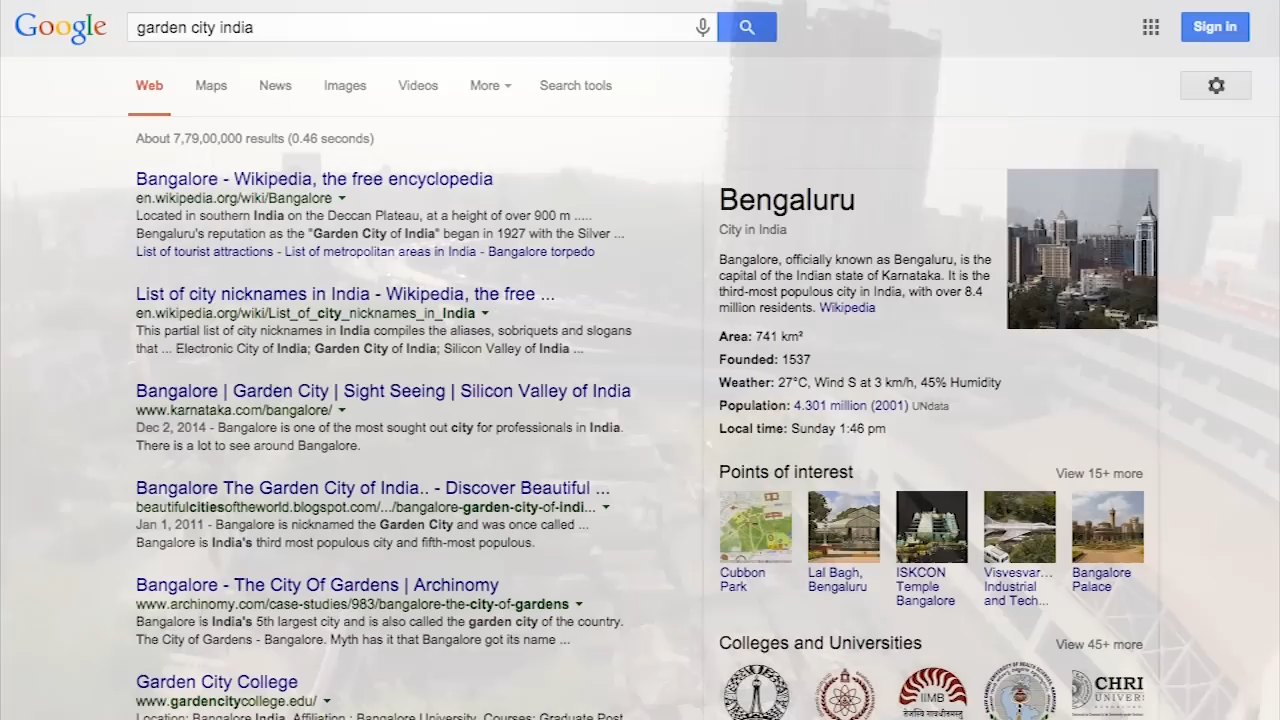 Google
garden city india
Sign in
Web Maps News Images Videos More Search tools
About 7,79,00,000 results (0.46 seconds)
Bangalore - Wikipedia, the free encyclopedia
en.wikipedia.org/wiki/Bangalore
Located in southern India on the Deccan Plateau, at a height of over 900 m .....
Bengaluru's reputation as the "Garden City of India" began in 1927 with the Silver ...
List of tourist attractions - List of metropolitan areas in India - Bangalore torpedo
List of city nicknames in India - Wikipedia, the free ...
en.wikipedia.org/wiki/List_of_city_nicknames_in_India
This partial list of city nicknames in India compiles the aliases, sobriquets and slogans
that ... Electronic City of India; Garden City of India; Silicon Valley of India ...
Bangalore | Garden City | Sight Seeing | Silicon Valley of India
www.karnataka.com/bangalore/
Dec 2, 2014 - Bangalore is one of the most sought out city for professionals in India.
There is a lot to see around Bangalore.
Bangalore The Garden City of India.. - Discover Beautiful ...
beautifulcitiesoftheworld.blogspot.com/.../bangalore-garden-city-of-indi...
Jan 1, 2011 - Bangalore is nicknamed the Garden City and was once called ...
Bangalore is India's third most populous city and fifth-most populous.
Bangalore - The City Of Gardens | Archinomy
www.archinomy.com/case-studies/983/bangalore-the-city-of-gardens
Bangalore is India's 5th largest city and is also called the garden city of the country.
The City of Gardens - Bangalore. Myth has it that Bangalore got its name ...
Garden City College
www.gardencitycollege.edu/
Location: Bangalore India. Affiliation : Bangalore University. Courses: Graduate Post
Bengaluru
City in India
Bangalore, officially known as Bengaluru, is the
capital of the Indian state of Karnataka. It is the
third-most populous city in India, with over 8.4
million residents. Wikipedia
Area: 741 km²
Founded: 1537
Weather: 27°C, Wind S at 3 km/h, 45% Humidity
Population: 4.301 million (2001) UNdata
Local time: Sunday 1:46 pm
Points of interest View 15+ more
Cubbon
Park
Lal Bagh,
Bengaluru
ISKCON
Temple
Bangalore
Visvesvar...
Industrial
and Tech...
Bangalore
Palace
Colleges and Universities View 45+ more
IIMB
CHRI
UNIVER